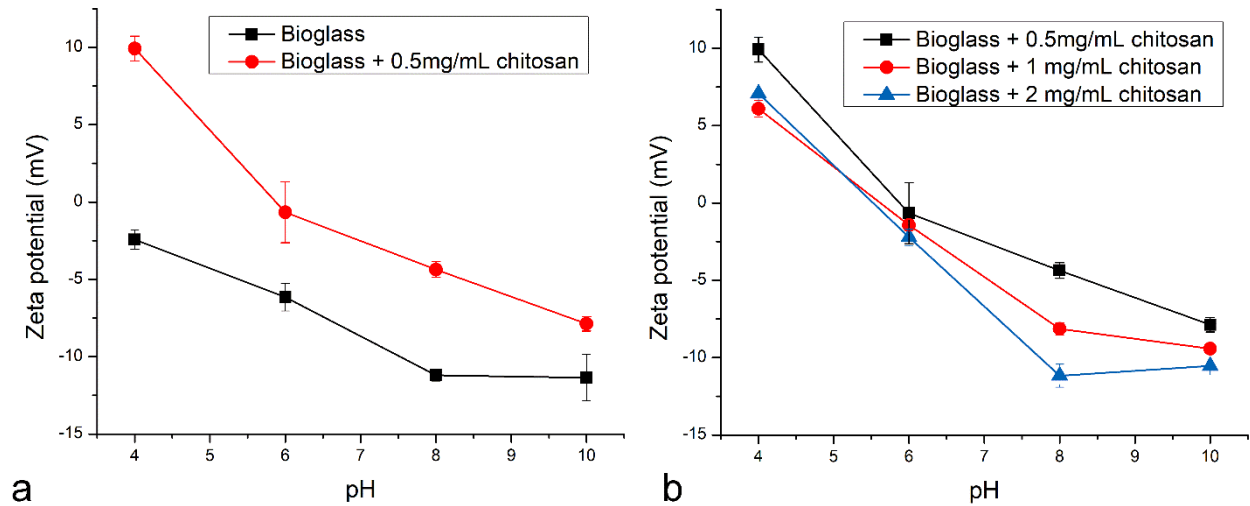 Bioglass
Bioglass + 0.5mg/mL chitosan
10
5
0
-5
-10
-15
Zeta potential (mV)
4 5 6 7 8 9 10
pH
a
Bioglass + 0.5mg/mL chitosan
Bioglass + 1 mg/mL chitosan
Bioglass + 2 mg/mL chitosan
10
5
0
-5
-10
-15
Zeta potential (mV)
4 5 6 7 8 9 10
pH
b